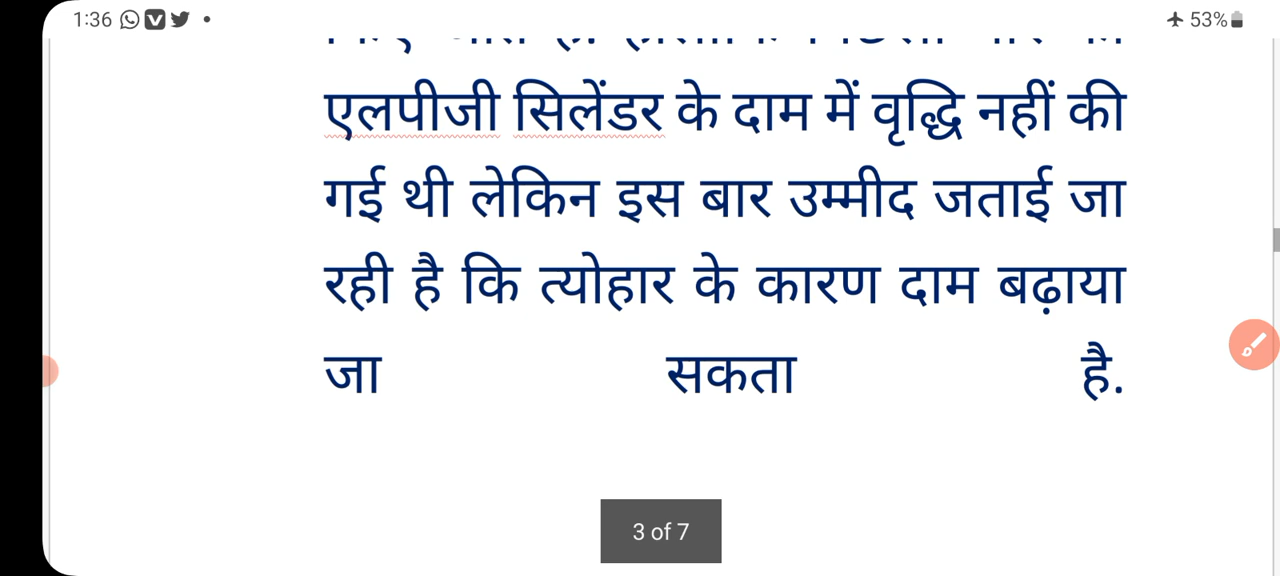 1:36 53%
एलपीजी सिलेंडर के दाम में वृद्धि नहीं की
गई थी लेकिन इस बार उम्मीद जताई जा
रही है कि त्योहार के कारण दाम बढ़ाया
जा सकता है.
3 of 7